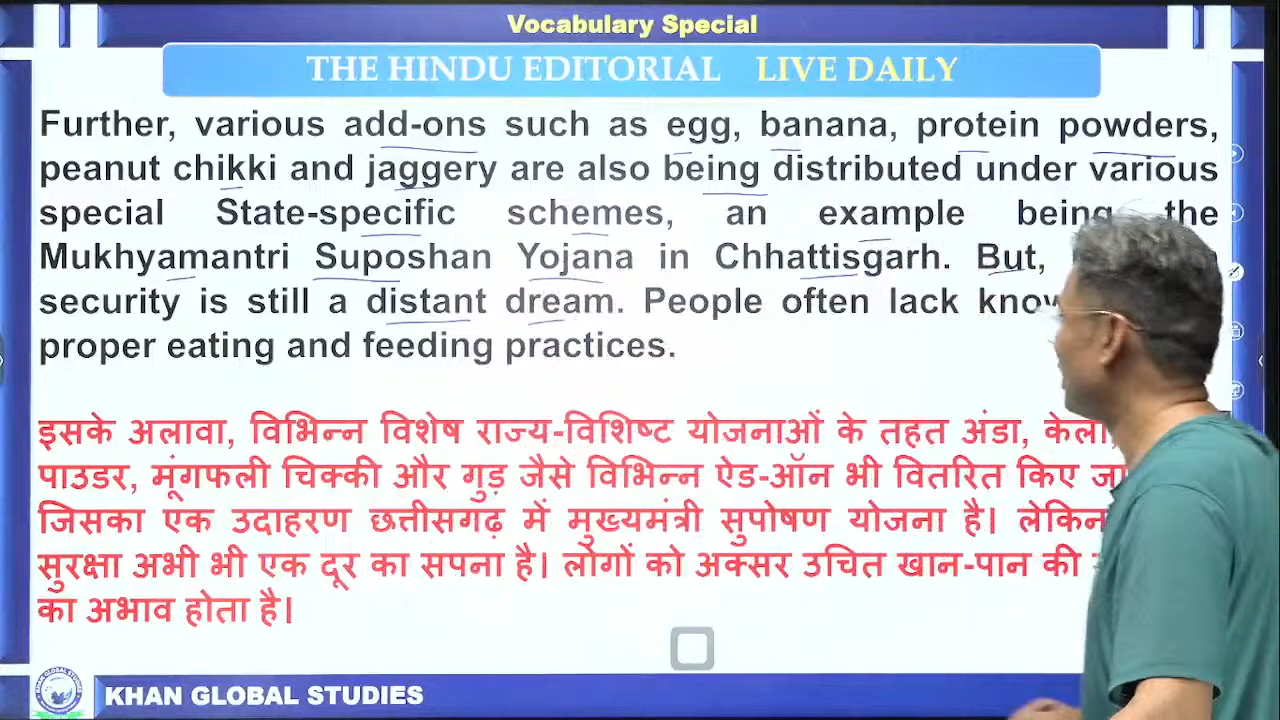 Vocabulary Special
THE HINDU EDITORIAL LIVE DAILY
Further, various add-ons such as egg, banana, protein powders,
peanut chikki and jaggery are also being distributed under various
special State-specific schemes, an example being the
Mukhyamantri Suposhan Yojana in Chhattisgarh. But,
security is still a distant dream. People often lack
proper eating and feeding practices.
इसके अलावा, विभिन्न विशेष राज्य-विशिष्ट योजनाओं के तहत अंडा, केला,
पाउडर, मूंगफली चिक्की और गुड़ जैसे विभिन्न ऐड-ऑन भी वितरित किए
जिसका एक उदाहरण छत्तीसगढ़ में मुख्यमंत्री सुपोषण योजना है। लेकिन
सुरक्षा अभी भी एक दूर का सपना है। लोगों को अक्सर उचित खान-पान की
का अभाव होता है।
KHAN GLOBAL STUDIES